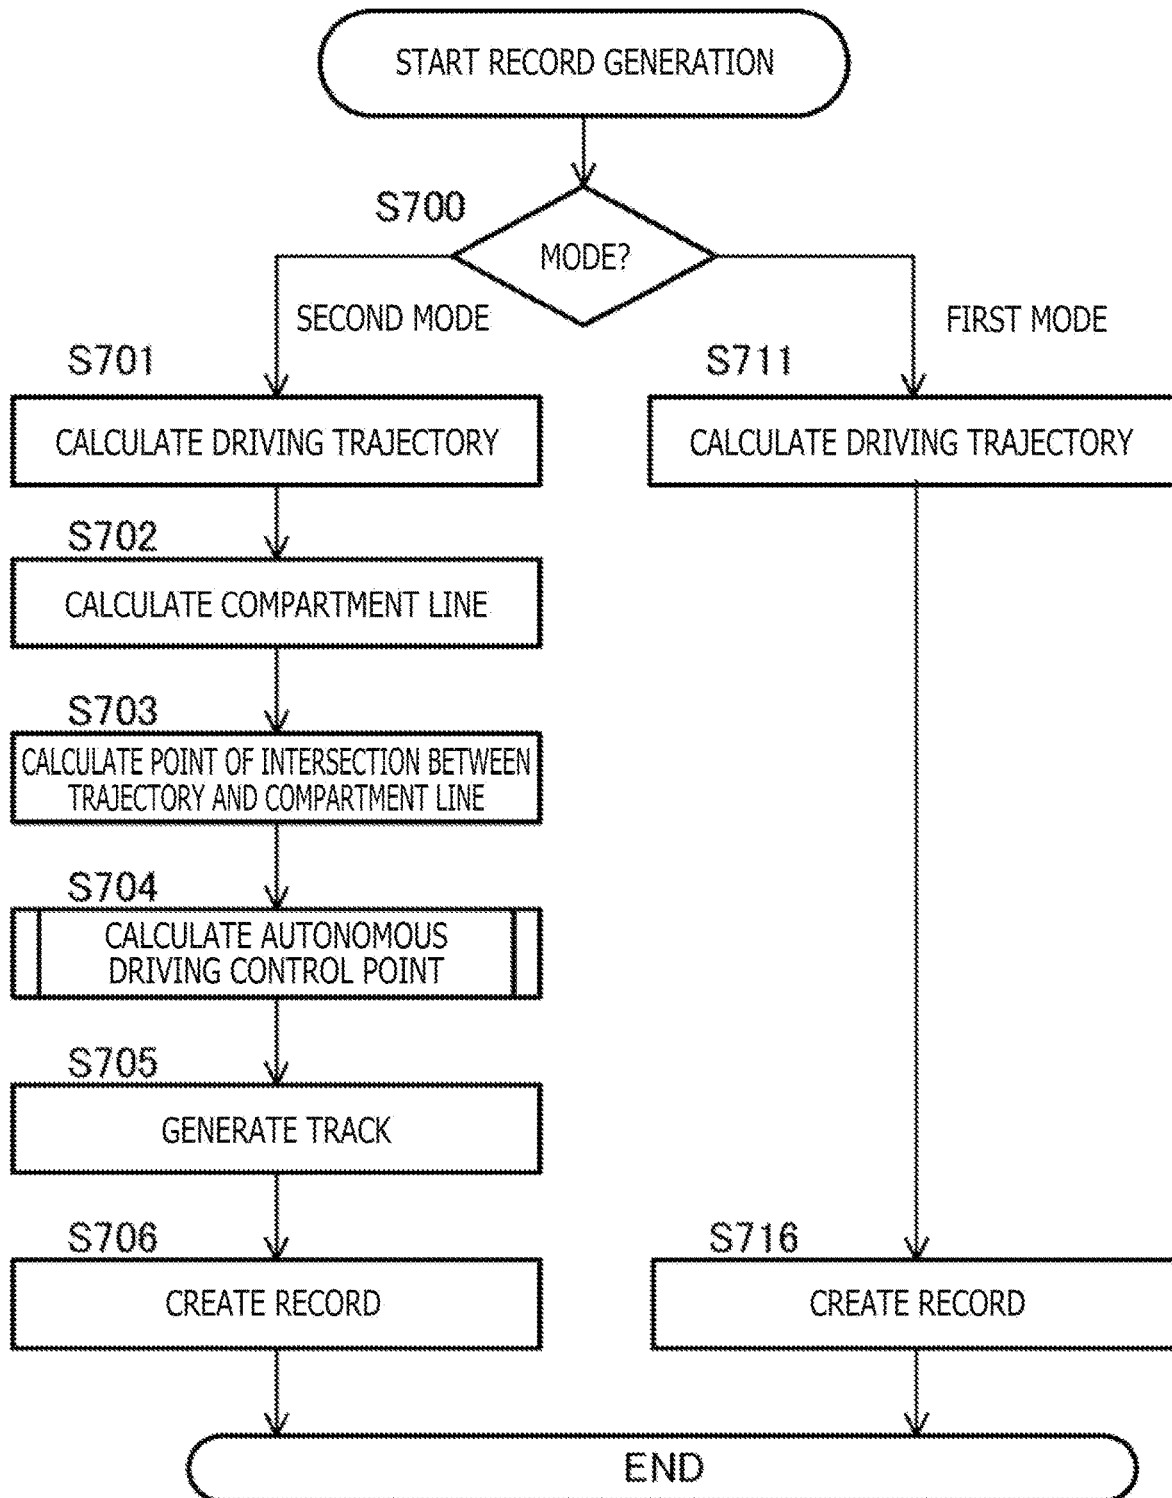 START RECORD GENERATION
S700
MODE?
SECOND MODE
FIRST MODE
S701
CALCULATE DRIVING TRAJECTORY
S711
CALCULATE DRIVING TRAJECTORY
S702
CALCULATE COMPARTMENT LINE
S703
CALCULATE POINT OF INTERSECTION BETWEEN
TRAJECTORY AND COMPARTMENT LINE
S704
CALCULATE AUTONOMOUS
DRIVING CONTROL POINT
S705
GENERATE TRACK
S706
CREATE RECORD
S716
CREATE RECORD
END